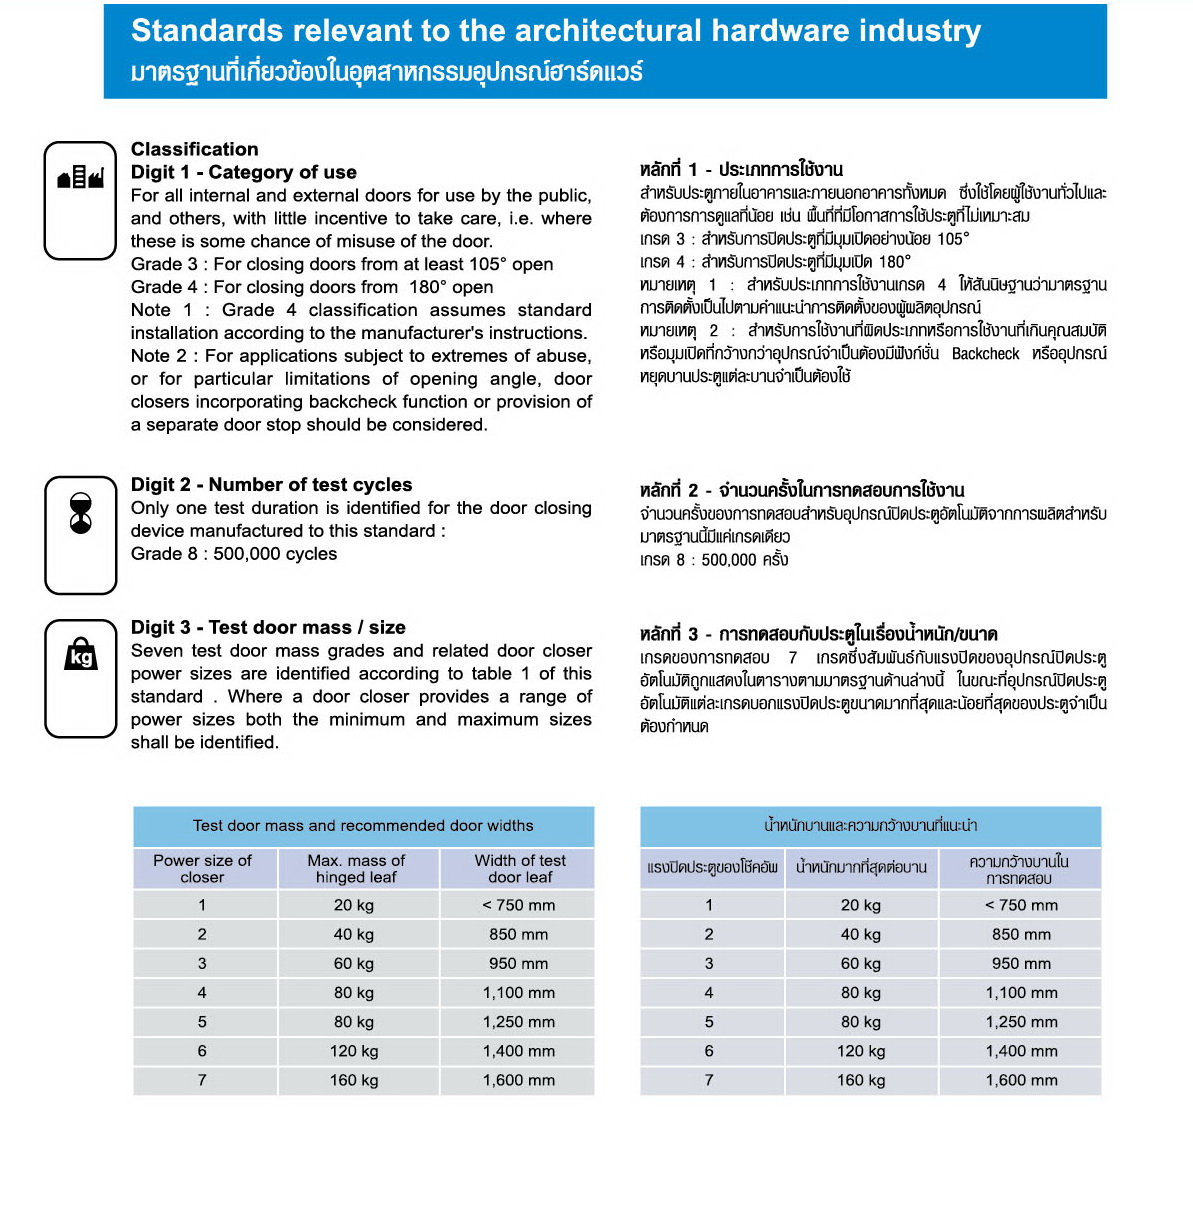 Standards relevant to the architectural hardware industry
มาตรฐานที่เกี่ยวข้องในอุตสาหกรรมอุปกรณ์ฮาร์ดแวร์
Classification
Digit 1 - Category of use
For all internal and external doors for use by the public,
and others, with little incentive to take care, i.e. where
these is some chance of misuse of the door.
Grade 3 : For closing doors from at least 105° open
Grade 4 : For closing doors from 180° open
Note 1 : Grade 4 classification assumes standard
installation according to the manufacturer's instructions.
Note 2 : For applications subject to extremes of abuse,
or for particular limitations of opening angle, door
closers incorporating backcheck function or provision of
a separate door stop should be considered.
หลักที่ 1 - ประเภทการใช้งาน
สำหรับประตูภายในอาคารและภายนอกอาคารทั้งหมด ซึ่งใช้โดยผู้ใช้งานทั่วไปและ
ต้องการการดูแลที่น้อย เช่น พื้นที่ที่มีโอกาสการใช้ประตูที่ไม่เหมาะสม
เกรด 3 : สำหรับการปิดประตูที่มีมุมเปิดอย่างน้อย 105°
เกรด 4 : สำหรับการปิดประตูที่มีมุมเปิด 180°
หมายเหตุ 1 : สำหรับประเภทการใช้งานเกรด 4 ให้สันนิษฐานว่ามาตรฐาน
การติดตั้งเป็นไปตามคำแนะนำการติดตั้งของผู้ผลิตอุปกรณ์
หมายเหตุ 2 : สำหรับการใช้งานที่ผิดประเภทหรือการใช้งานที่เกินคุณสมบัติ
หรือมุมเปิดที่กว้างกว่าอุปกรณ์จำเป็นต้องมีฟังก์ชั่น Backcheck หรืออุปกรณ์
หยุดบานประตูแต่ละบานจำเป็นต้องใช้
Digit 2 - Number of test cycles
Only one test duration is identified for the door closing
device manufactured to this standard :
Grade 8 : 500,000 cycles
หลักที่ 2 - จำนวนครั้งในการทดสอบการใช้งาน
จำนวนครั้งของการทดสอบสำหรับอุปกรณ์ปิดประตูอัตโนมัติจากการผลิตสำหรับ
มาตรฐานนี้มีแค่เกรดเดียว
เกรด 8 : 500,000 ครั้ง
kg
Digit 3 - Test door mass / size
Seven test door mass grades and related door closer
power sizes are identified according to table 1 of this
standard . Where a door closer provides a range of
power sizes both the minimum and maximum sizes
shall be identified.
หลักที่ 3 - การทดสอบกับประตูในเรื่องน้ำหนัก/ขนาด
เกรดของการทดสอบ 7 เกรดซึ่งสัมพันธ์กับแรงปิดของอุปกรณ์ปิดประตู
อัตโนมัติถูกแสดงในตารางตามมาตรฐานด้านล่างนี้ ในขณะที่อุปกรณ์ปิดประตู
อัตโนมัติแต่ละเกรดบอกแรงปิดประตูขนาดมากที่สุดและน้อยที่สุดของประตูจำเป็น
ต้องกำหนด
Test door mass and recommended door widths
Power size of closer Max. mass of hinged leaf Width of test door leaf
1 20 kg < 750 mm
2 40 kg 850 mm
3 60 kg 950 mm
4 80 kg 1,100 mm
5 80 kg 1,250 mm
6 120 kg 1,400 mm
7 160 kg 1,600 mm
น้ำหนักบานและความกว้างบานที่แนะนำ
แรงปิดประตูของโช๊คอัพ น้ำหนักมากที่สุดต่อบาน ความกว้างบานในการทดสอบ
1 20 kg < 750 mm
2 40 kg 850 mm
3 60 kg 950 mm
4 80 kg 1,100 mm
5 80 kg 1,250 mm
6 120 kg 1,400 mm
7 160 kg 1,600 mm